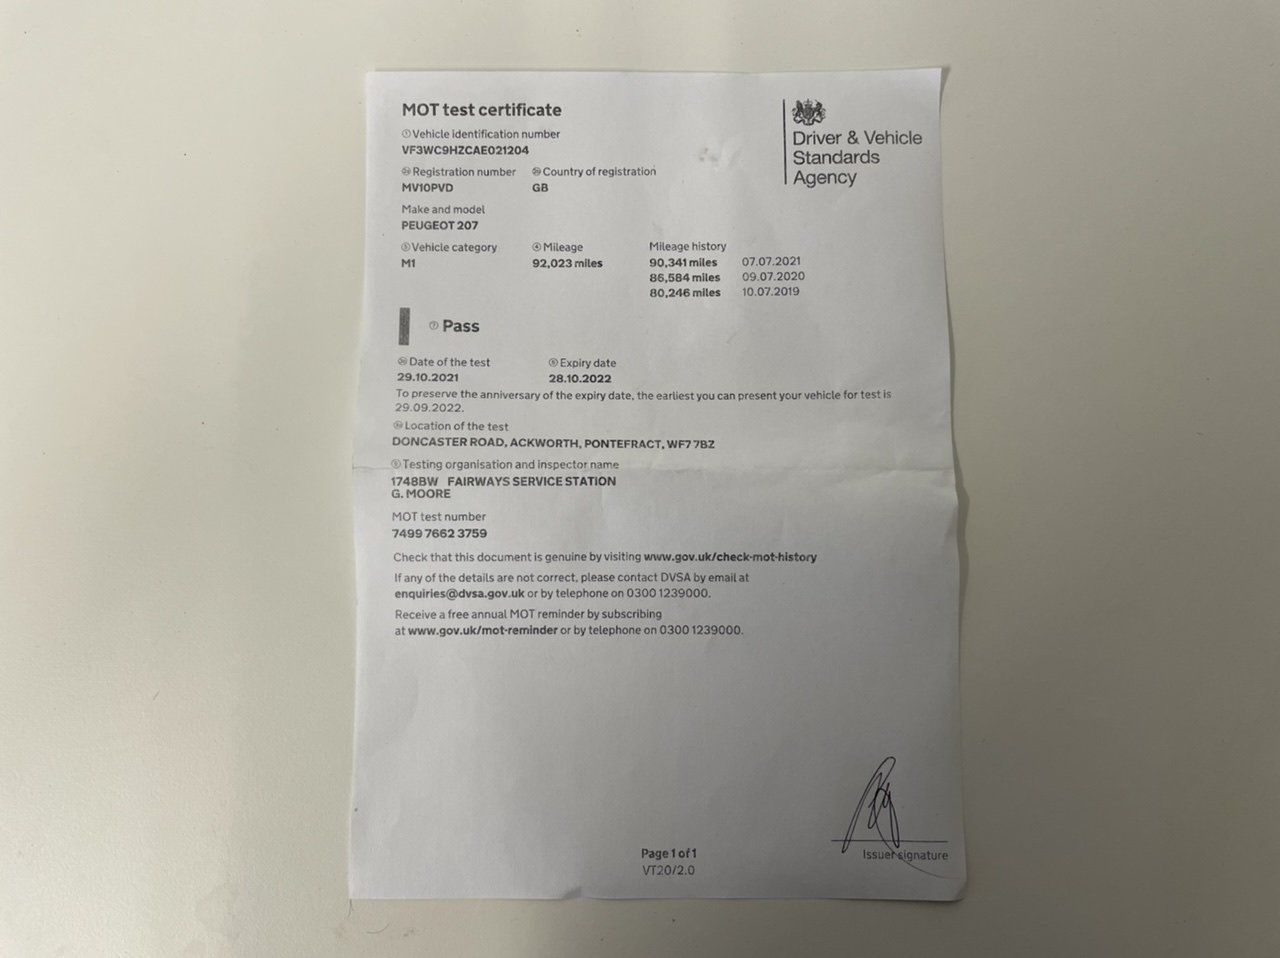 MOT test certificate
Driver & Vehicle
Standards
Agency
① Vehicle identification number
VF3WC9HZCAE021204
Registration number Country of registration
MV10PVD GB
Make and model
PEUGEOT 207
⑤ Vehicle category ④ Mileage Mileage history
M1 92,023 miles 90,341 miles 07.07.2021
86,584 miles 09.07.2020
80,246 miles 10.07.2019
⑦ Pass
Date of the test ⑧ Expiry date
29.10.2021 28.10.2022
To preserve the anniversary of the expiry date, the earliest you can present your vehicle for test is
29.09.2022.
Location of the test
DONCASTER ROAD, ACKWORTH, PONTEFRACT, WF7 7BZ
Testing organisation and inspector name
1748BW FAIRWAYS SERVICE STATION
G. MOORE
MOT test number
7499 7662 3759
Check that this document is genuine by visiting www.gov.uk/check-mot-history
If any of the details are not correct, please contact DVSA by email at
enquiries@dvsa.gov.uk or by telephone on 0300 1239000.
Receive a free annual MOT reminder by subscribing
at www.gov.uk/mot-reminder or by telephone on 0300 1239000.
Issuer signature
Page 1 of 1
VT20/2.0